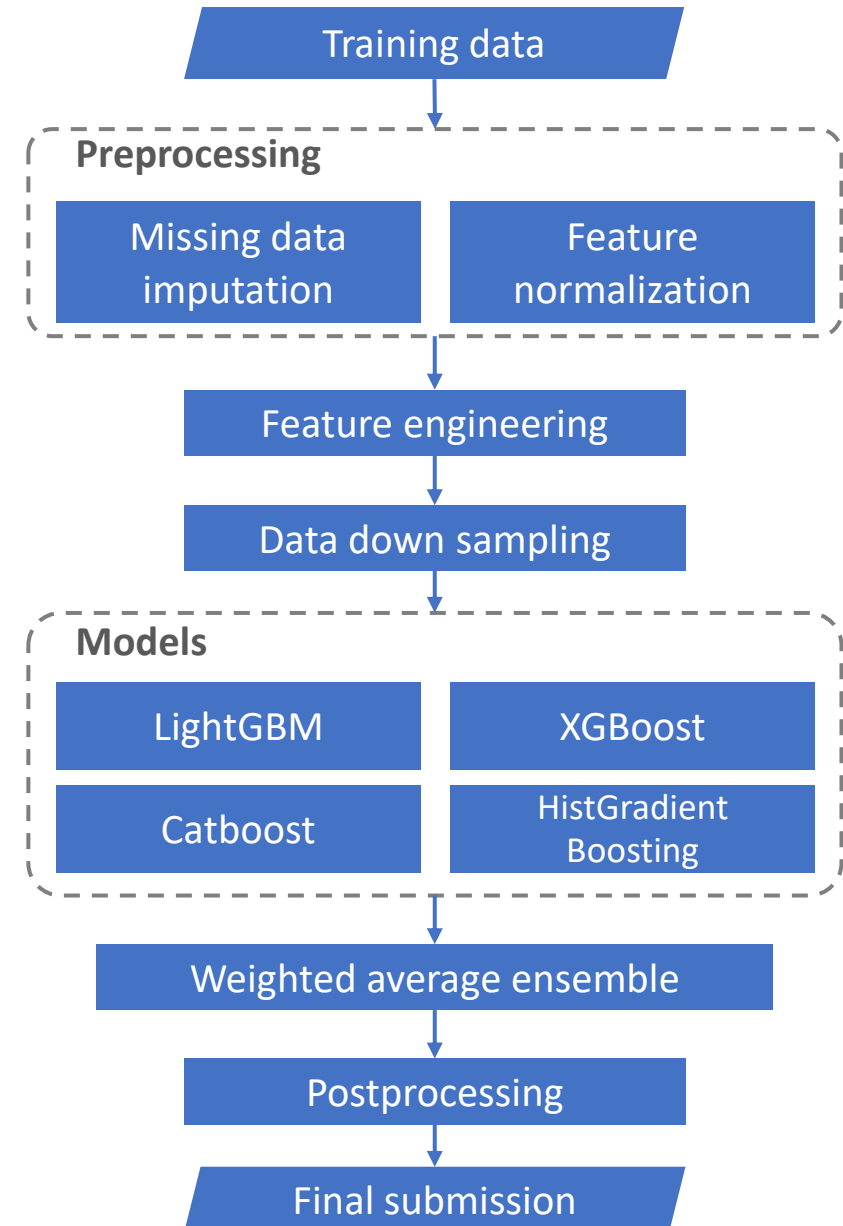 Training data
Preprocessing
Missing data
imputation
Feature
normalization
Feature engineering
Data down sampling
Models
LightGBM
XGBoost
Catboost
HistGradient
Boosting
Weighted average ensemble
Postprocessing
Final submission